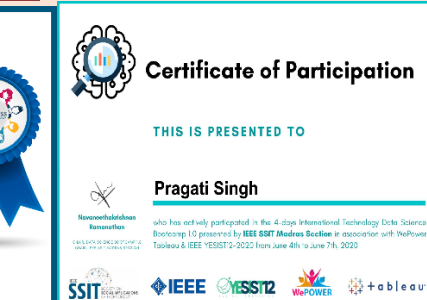 Certificate of Participation
THIS IS PRESENTED TO
Pragati Singh
Navaneethakrishnan
Ramanathan
who has actively participated in the 4-days International Technology Data Science
Bootcamp 1.0 presented by IEEE SSIT Madras Section in association with WePower
Tableau & IEEE YESIST12-2020 from June 4th to June 7th, 2020
IEEE
SSIT
IEEE
YESIST12
WePOWER
+ableau